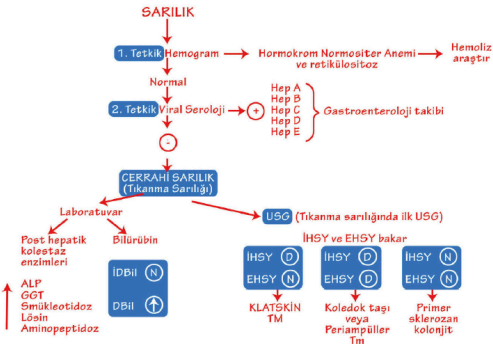 SARILIK
1. Tetkik Hemogram
Hormokrom Normositer Anemi
ve retikülositoz
Hemoliz
araştır
Normal
2. Tetkik Viral Seroloji
+
Hep A
Hep B
Hep C
Hep D
Hep E
Gastroenteroloji takibi
-
CERRAHİ SARILIK
(Tıkanma Sarılığı)
Laboratuvar
USG (Tıkanma sarılığında ilk USG)
Post hepatik
kolestaz
enzimleri
Bilürübin
İHSY ve EHSY bakar
ALP
GGT
Smükleotidoz
Lösin
Aminopeptidoz
İDBil N
DBil
İHSY D
EHSY N
KLATSKİN
TM
İHSY D
EHSY D
Koledok taşı
veya
Periampüller
Tm
İHSY N
EHSY N
Primer
sklerozan
kolonjit